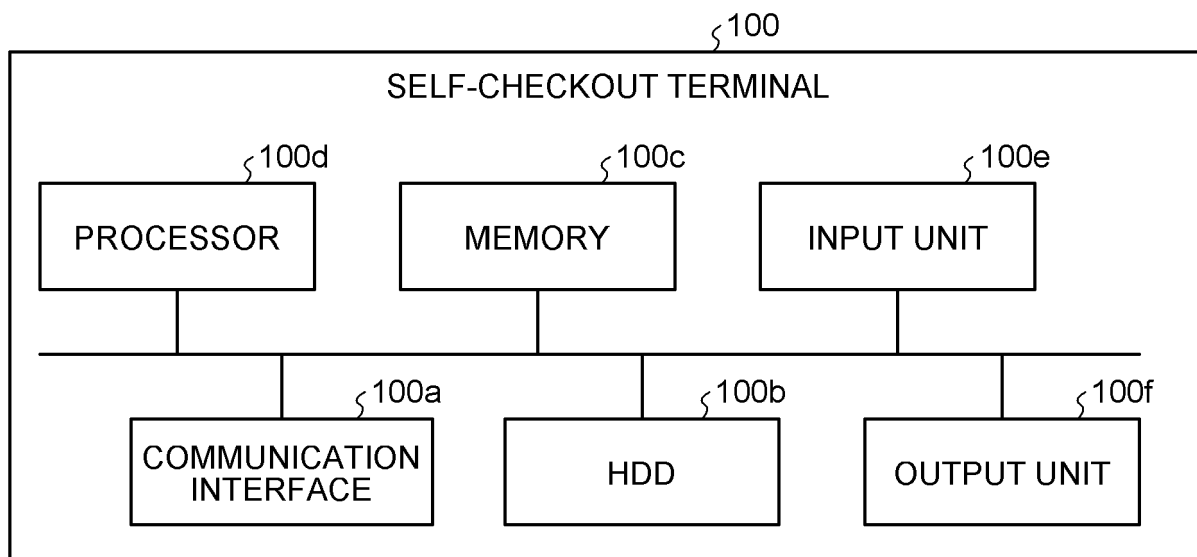 100
SELF-CHECKOUT TERMINAL
100d
100c
100e
PROCESSOR
MEMORY
INPUT UNIT
100a
100b
100f
COMMUNICATION
INTERFACE
HDD
OUTPUT UNIT